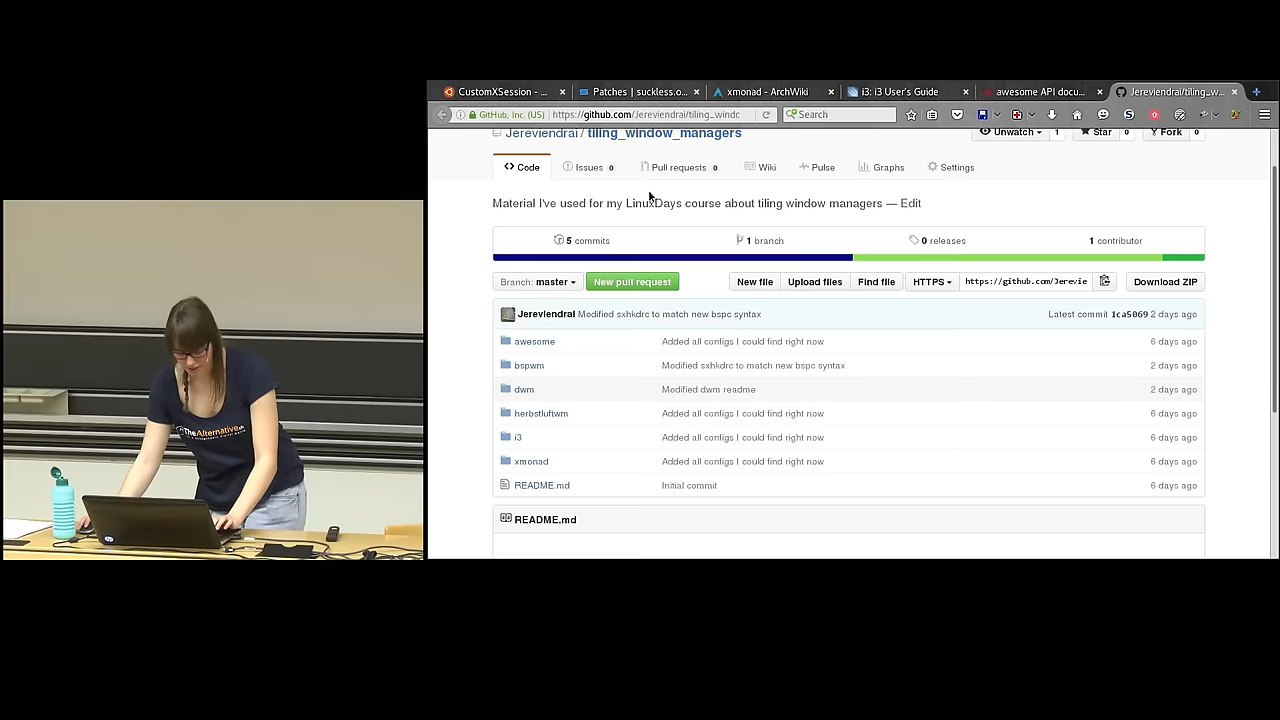 CustomXSession - ...
Patches | suckless.o...
xmonad - ArchWiki
i3: i3 User's Guide
awesome API docu...
Jereviendrai/tiling_w...
GitHub, Inc. (US)
https://github.com/Jereviendrai/tiling_windc
Search
Jereviendrai / tiling_window_managers
Unwatch 1
Star 0
Fork 0
Code
Issues 0
Pull requests 0
Wiki
Pulse
Graphs
Settings
Material I've used for my LinuxDays course about tiling window managers — Edit
5 commits
1 branch
0 releases
1 contributor
Branch: master
New pull request
New file
Upload files
Find file
HTTPS
https://github.com/Jerevie
Download ZIP
Jereviendrai Modified sxhkdrc to match new bspc syntax
Latest commit 1ca5069 2 days ago
awesome Added all configs I could find right now 6 days ago
bspwm Modified sxhkdrc to match new bspc syntax 2 days ago
dwm Modified dwm readme 2 days ago
herbstluftwm Added all configs I could find right now 6 days ago
i3 Added all configs I could find right now 6 days ago
xmonad Added all configs I could find right now 6 days ago
README.md Initial commit 6 days ago
README.md
TheAlternative.ch
hp